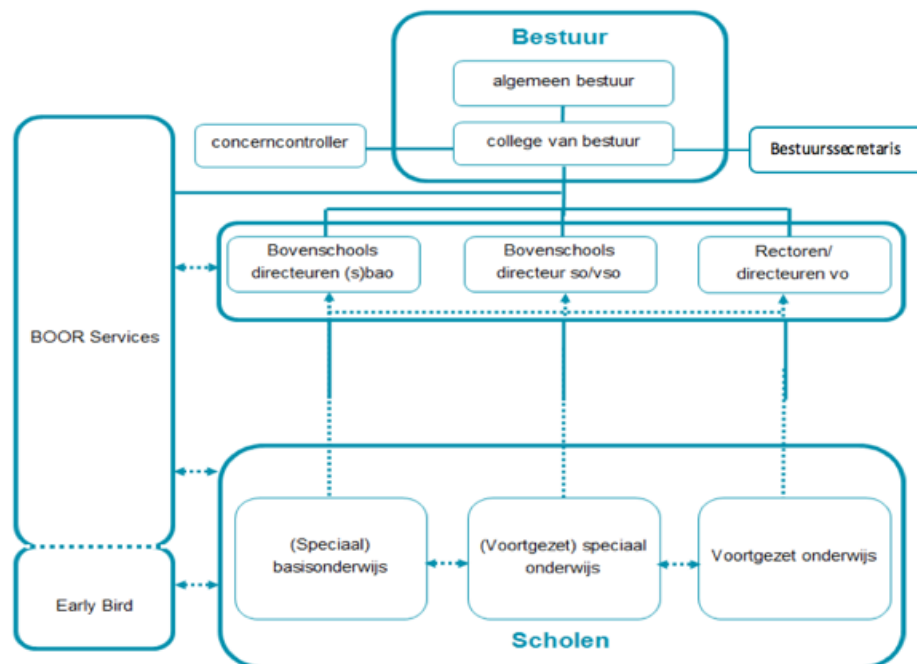 Bestuur
algemeen bestuur
concerncontroller
college van bestuur
Bestuurssecretaris
Bovenschools
directeuren (s)bao
Bovenschools
directeur so/vso
Rectoren/
directeuren vo
BOOR Services
(Speciaal)
basisonderwijs
(Voortgezet) speciaal
onderwijs
Voortgezet onderwijs
Early Bird
Scholen